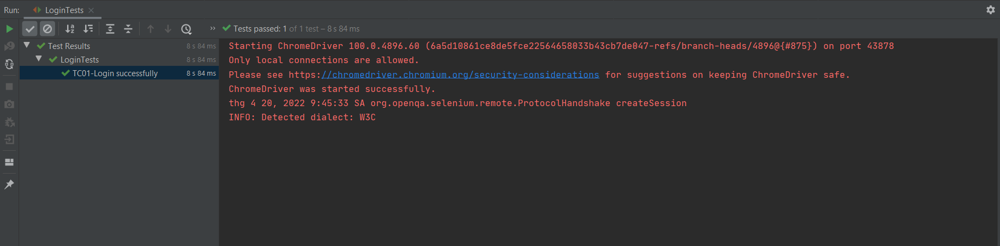 Run: LoginTests
Tests passed: 1 of 1 test – 8 s 84 ms
Test Results 8 s 84 ms
LoginTests 8 s 84 ms
TC01-Login successfully 8 s 84 ms
Starting ChromeDriver 100.0.4896.60 (6a5d10861ce8de5fce22564658033b43cb7de047-refs/branch-heads/4896@{#875}) on port 43878
Only local connections are allowed.
Please see https://chromedriver.chromium.org/security-considerations for suggestions on keeping ChromeDriver safe.
ChromeDriver was started successfully.
thg 4 20, 2022 9:45:33 SA org.openqa.selenium.remote.ProtocolHandshake createSession
INFO: Detected dialect: W3C